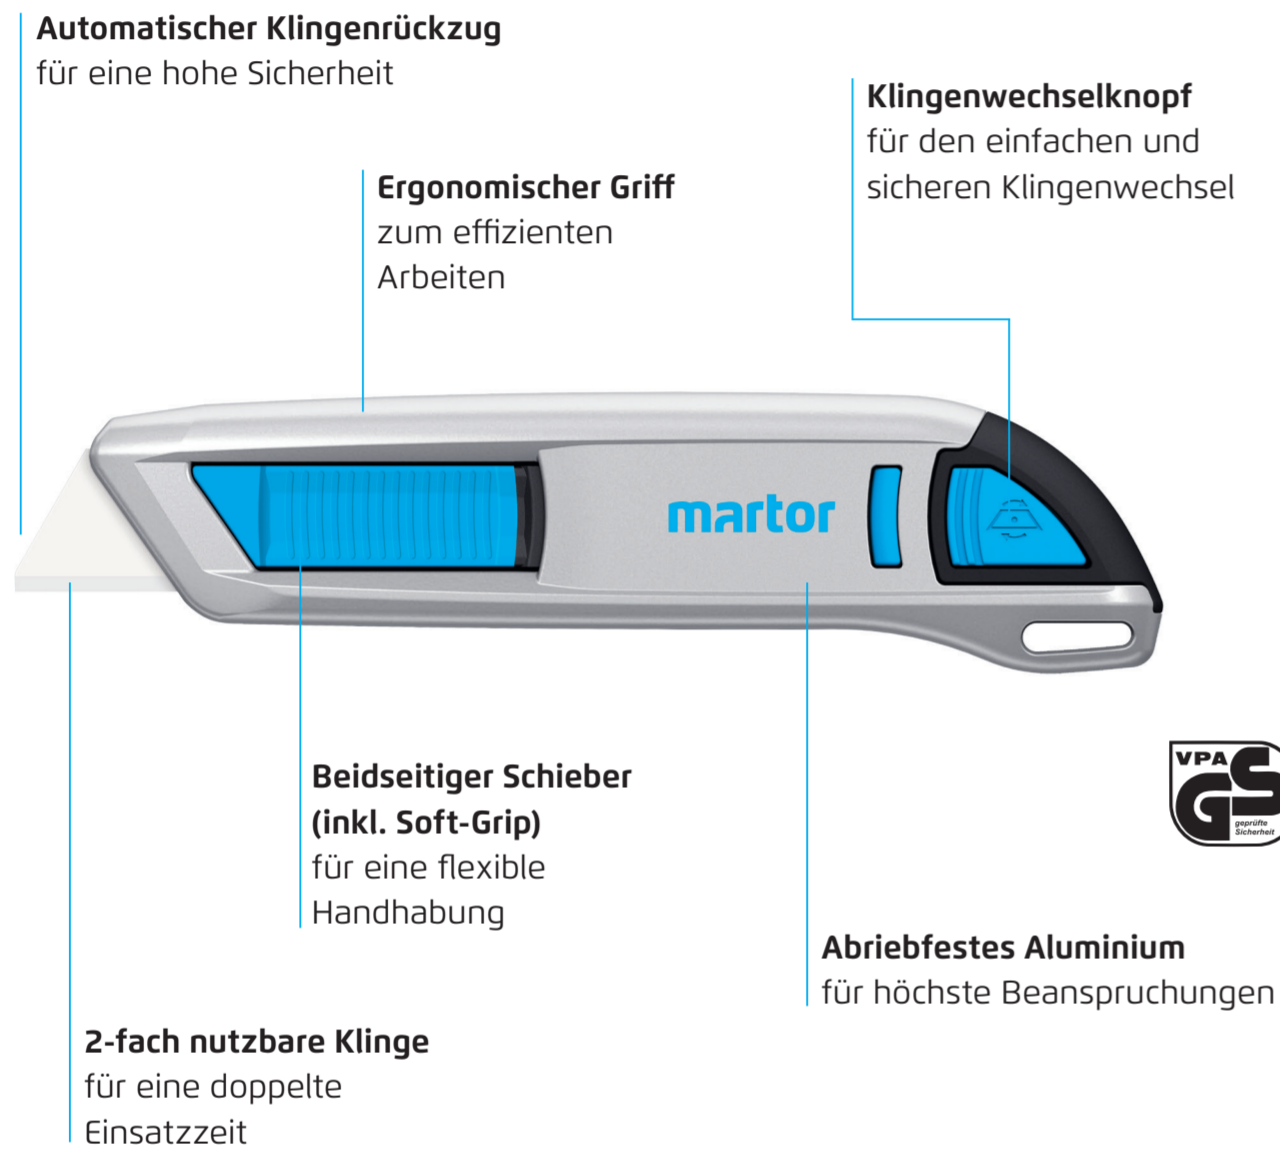 Automatischer Klingenrückzug
für eine hohe Sicherheit
Klingenwechselknopf
für den einfachen und
sicheren Klingenwechsel
Ergonomischer Griff
zum effizienten
Arbeiten
martor
VPA
GS
geprüfte
Sicherheit
Beidseitiger Schieber
(inkl. Soft-Grip)
für eine flexible
Handhabung
Abriebfestes Aluminium
für höchste Beanspruchungen
2-fach nutzbare Klinge
für eine doppelte
Einsatzzeit